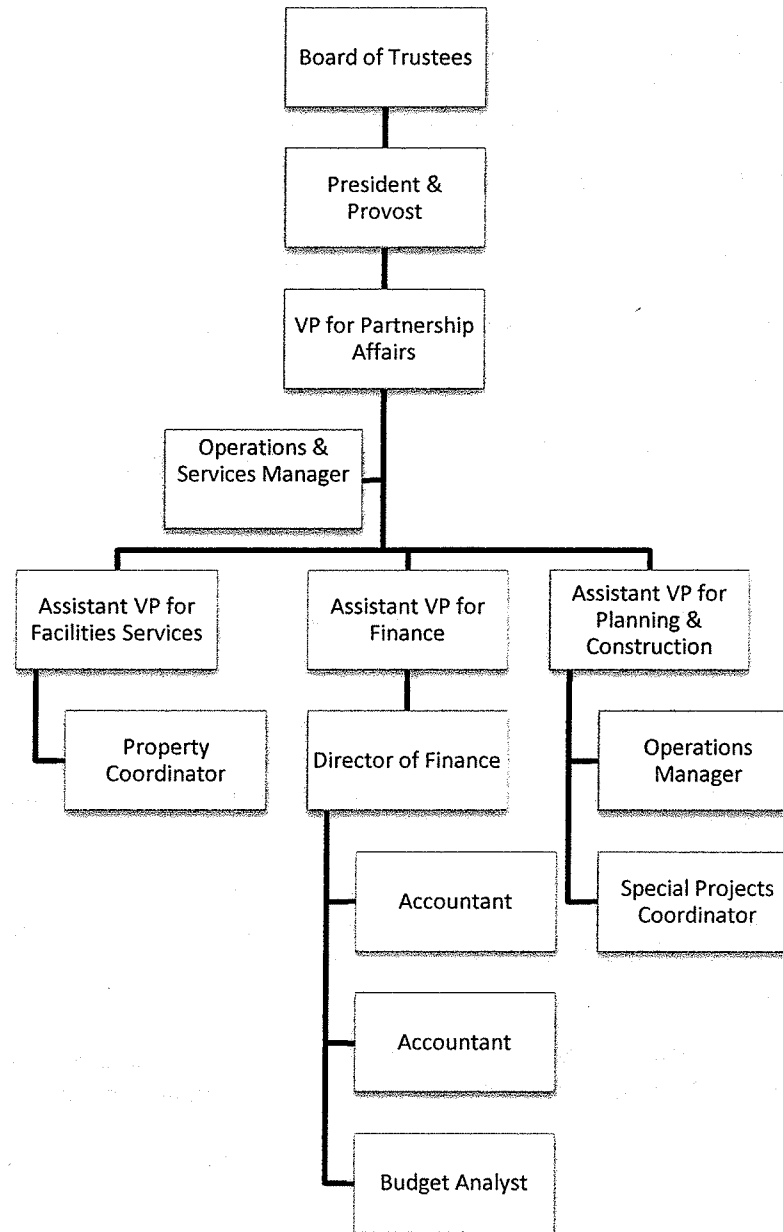 Board of Trustees
President &
Provost
VP for Partnership
Affairs
Operations &
Services Manager
Assistant VP for
Facilities Services
Assistant VP for
Finance
Assistant VP for
Planning &
Construction
Property
Coordinator
Director of Finance
Operations
Manager
Accountant
Special Projects
Coordinator
Accountant
Budget Analyst